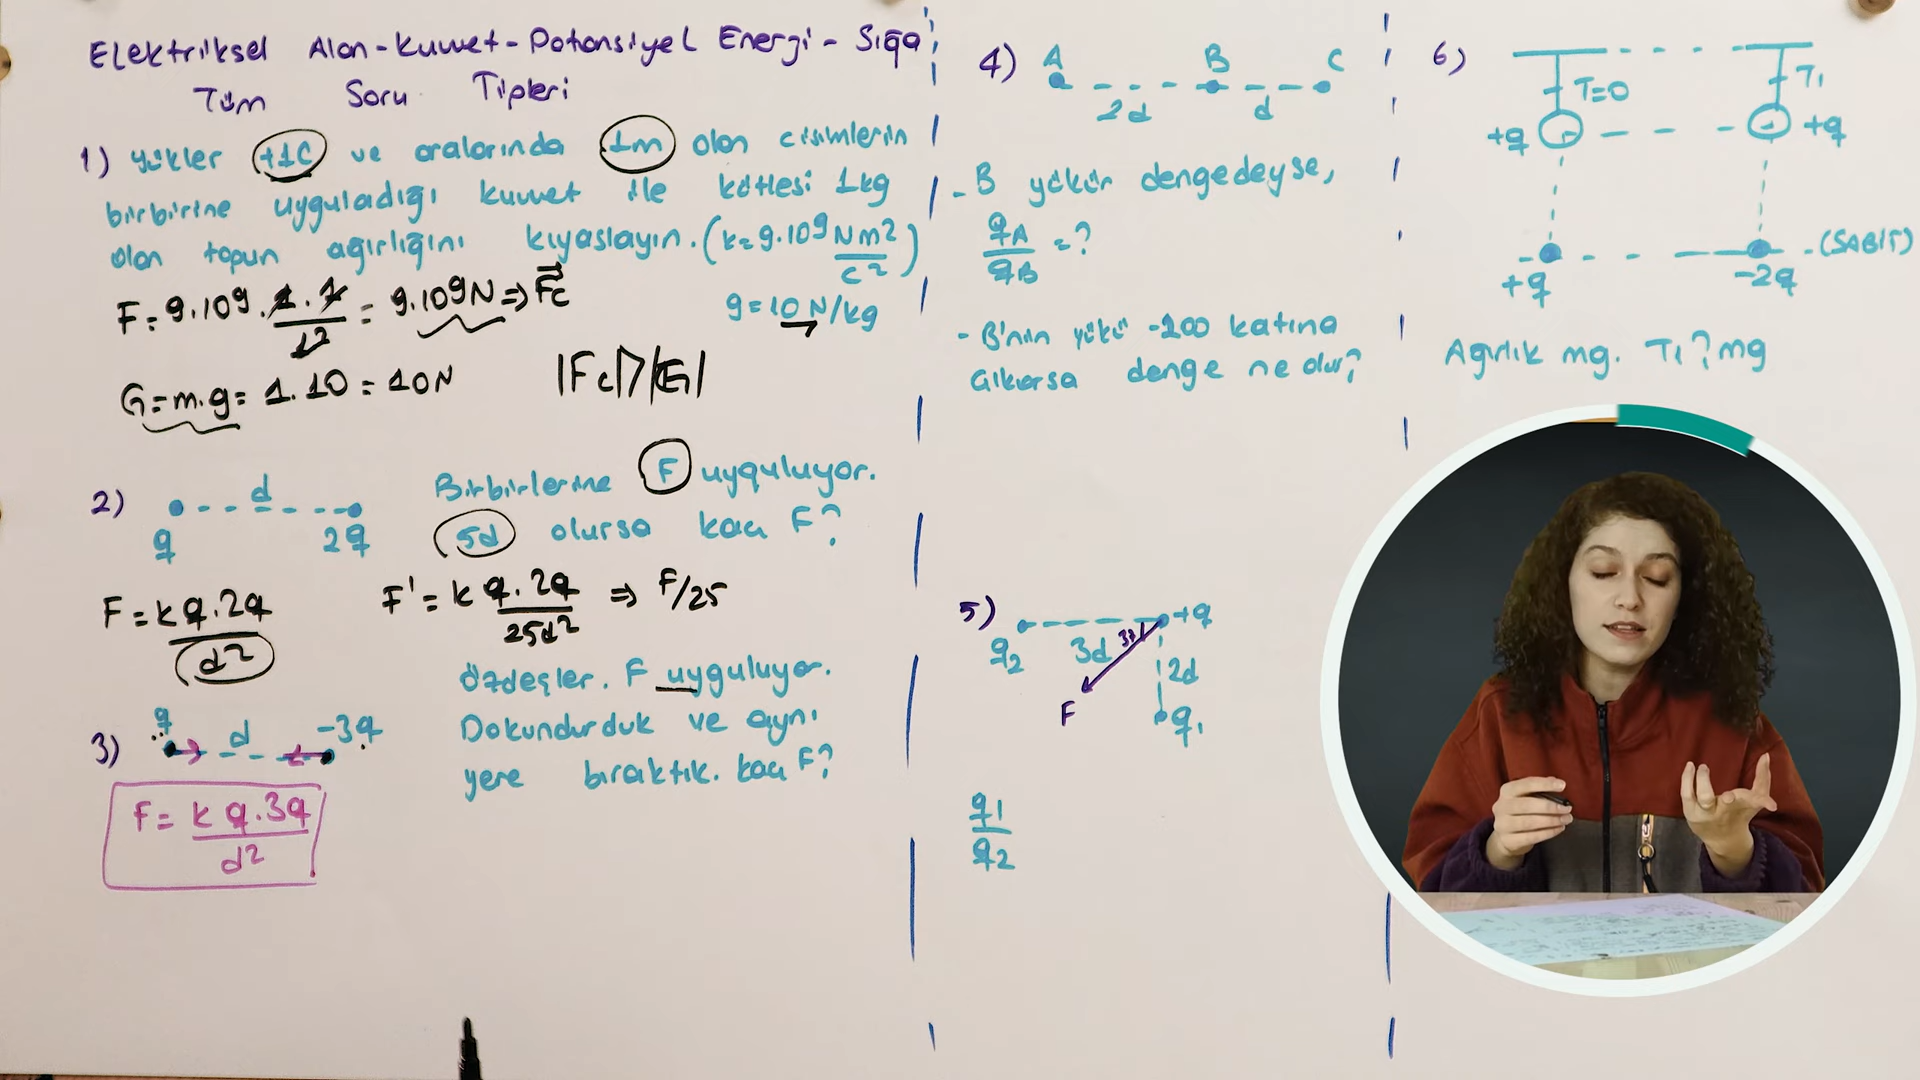 Elektriksel Alan-Kuvvet-Potansiyel Enerji-Sığa
Tüm Soru Tipleri
1) Yükler +1C ve aralarında 1m olan cisimlerin
birbirine uyguladığı kuvvet ile kütlesi 1kg
olan topun ağırlığını kıyaslayın. (k=9.10⁹ Nm²/C²)
g=10 N/kg
F=9.10⁹.1.1/1² = 9.10⁹N ⇒ Fc
G=m.g= 1.10=10N
|Fc|>|G|
2) d
q 2q
Birbirlerine F uyguluyor.
5d olursa kaç F?
F=k q.2q/d²
F'=k q.2q/25d² ⇒ F/25
3) q d -3q
F= k q.3q/d²
Özdeşler. F uyguluyor.
Dokundurduk ve aynı
yere bıraktık. kaç F?
4) A B C
2d d
-B yükü dengedeyse,
qA/qB =?
-B'nin yükü -100 katına
çıkarsa denge ne olur?
5) q2 3d 37 +q
2d
F
q1
q1/q2
6) T=0 T1
+q +q
+q -2q -(SABİT)
Ağırlık mg. T1?mg